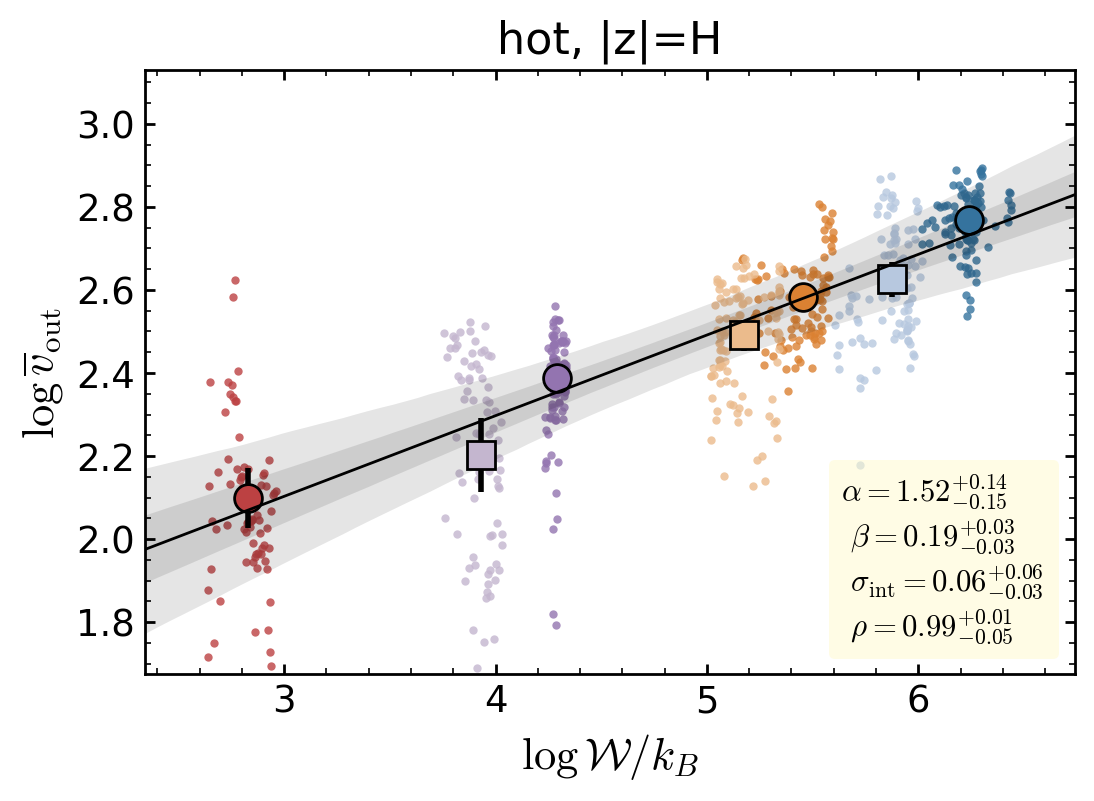 hot, |z|=H
3.0
2.8
2.6
2.4
2.2
2.0
1.8
log v̅_out
α = 1.52^{+0.14}_{-0.15}
β = 0.19^{+0.03}_{-0.03}
σ_int = 0.06^{+0.06}_{-0.03}
ρ = 0.99^{+0.01}_{-0.05}
3 4 5 6
log 𝒲/k_B